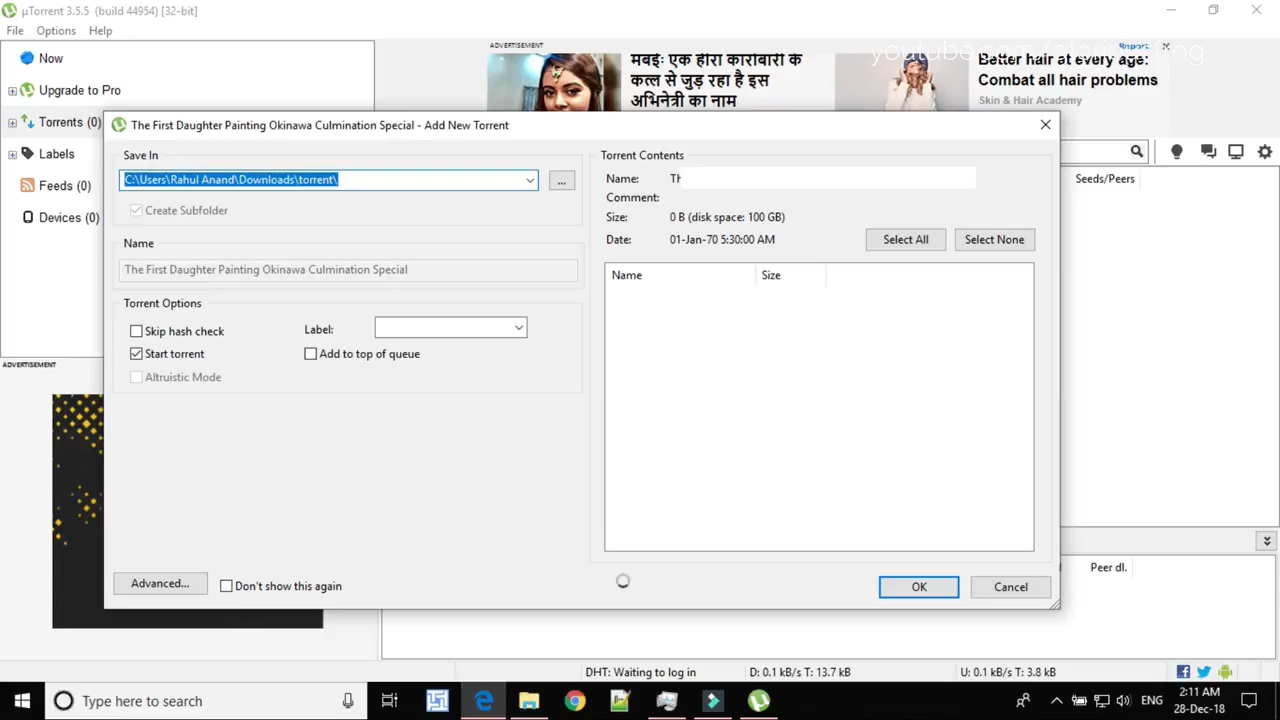 µTorrent 3.5.5 (build 44954) [32-bit]
File Options Help
Now
Upgrade to Pro
Torrents (0)
Labels
Feeds (0)
Devices (0)
ADVERTISEMENT
ADVERTISEMENT
मुंबई: एक हीरा कारोबारी के
कत्ल से जुड़ रहा है इस
अभिनेत्री का नाम
Better hair at every age:
Combat all hair problems
Skin & Hair Academy
Seeds/Peers
The First Daughter Painting Okinawa Culmination Special - Add New Torrent
Save In
C:\Users\Rahul Anand\Downloads\torrent\
...
Create Subfolder
Name
The First Daughter Painting Okinawa Culmination Special
Torrent Options
Skip hash check
Label:
Start torrent
Add to top of queue
Altruistic Mode
Torrent Contents
Name:
Comment:
Size: 0 B (disk space: 100 GB)
Date: 01-Jan-70 5:30:00 AM
Select All
Select None
Name Size
Advanced...
Don't show this again
OK
Cancel
Peer dl.
DHT: Waiting to log in
D: 0.1 kB/s T: 13.7 kB
U: 0.1 kB/s T: 3.8 kB
Type here to search
ENG
2:11 AM
28-Dec-18